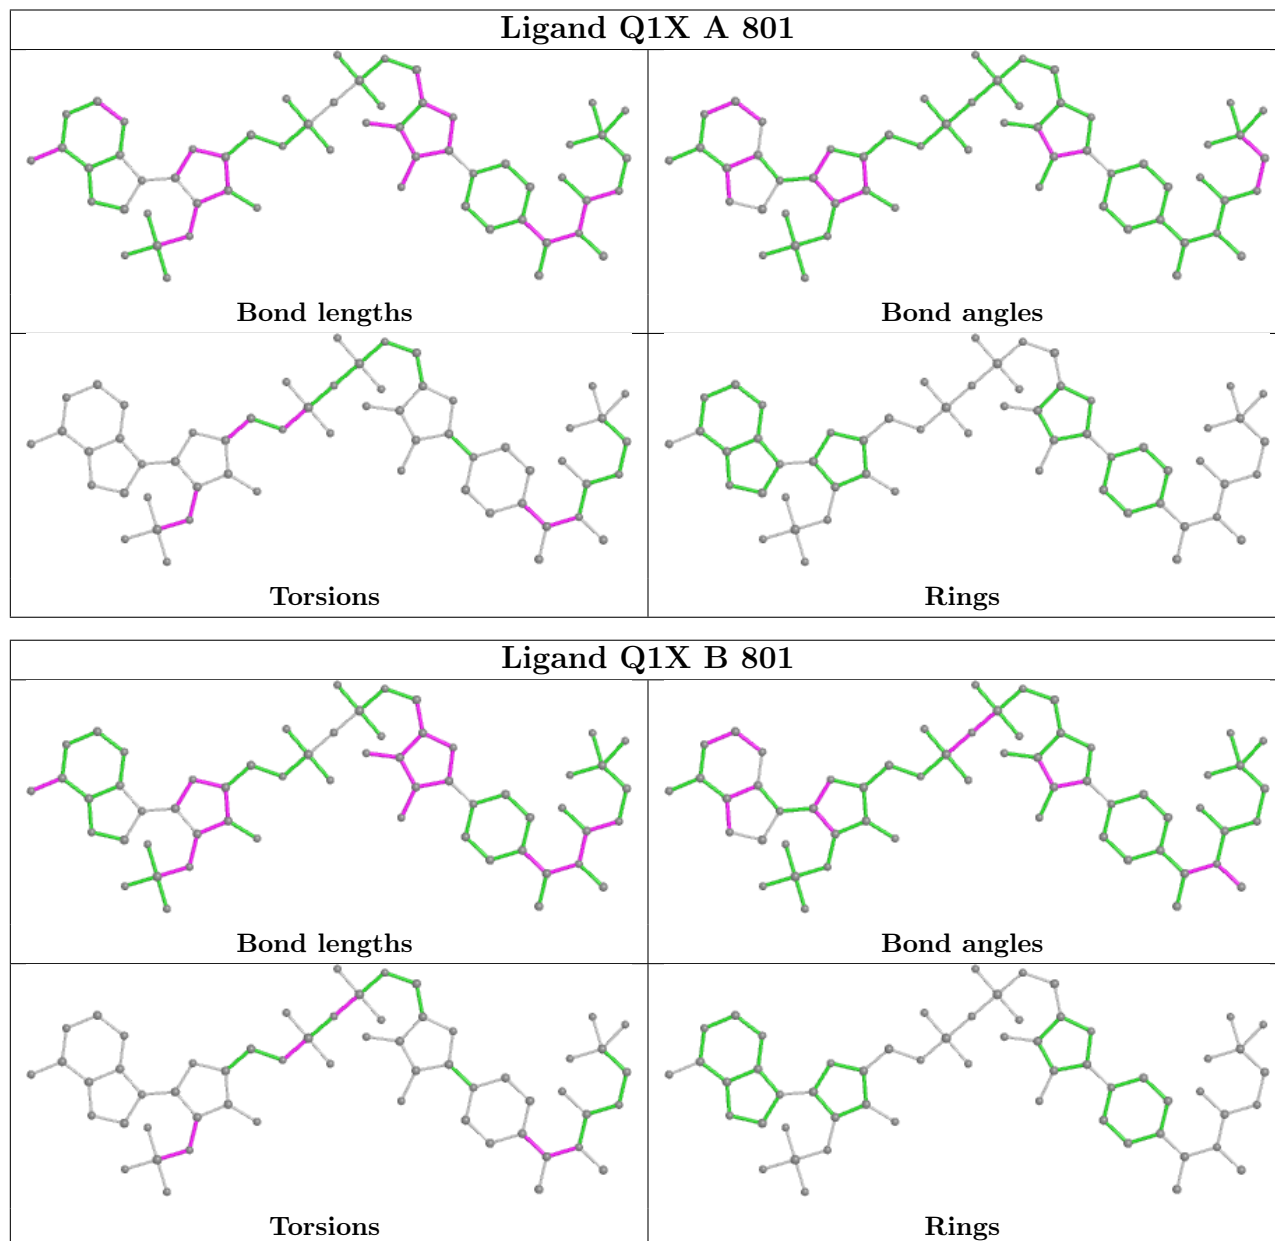 Ligand Q1X A 801
Bond lengths
Bond angles
Torsions
Rings
Ligand Q1X B 801
Bond lengths
Bond angles
Torsions
Rings